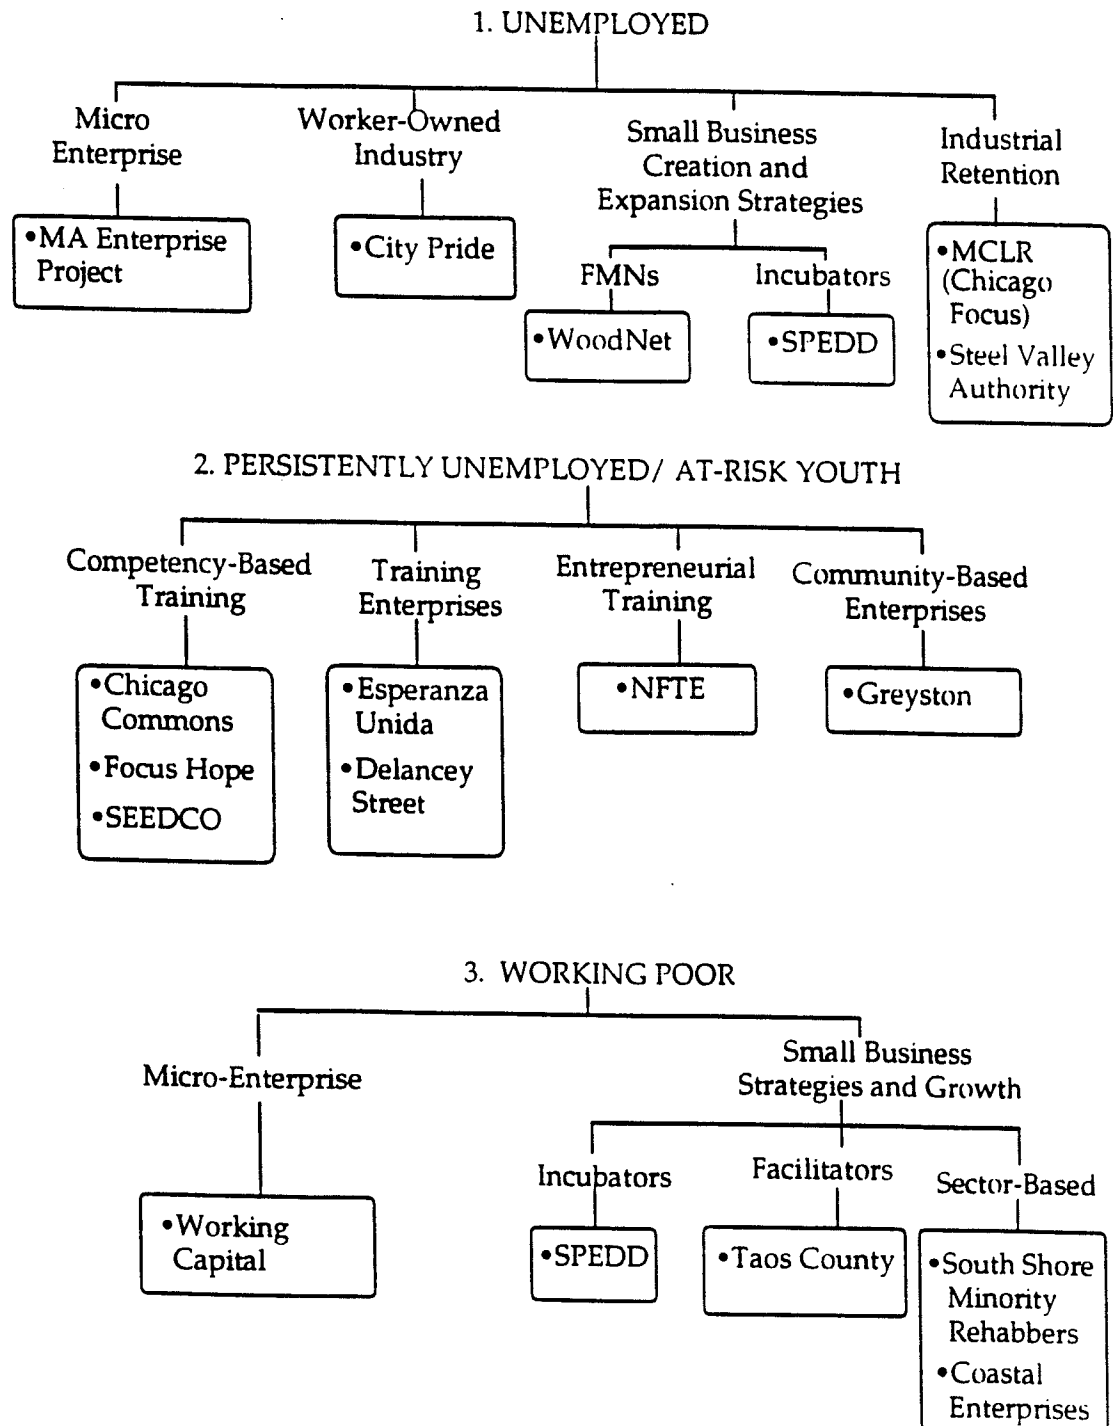 1. UNEMPLOYED
Micro
Enterprise
•MA Enterprise
Project
Worker-Owned
Industry
•City Pride
Small Business
Creation and
Expansion Strategies
FMNs
•WoodNet
Incubators
•SPEDD
Industrial
Retention
•MCLR
(Chicago
Focus)
•Steel Valley
Authority
2. PERSISTENTLY UNEMPLOYED/ AT-RISK YOUTH
Competency-Based
Training
•Chicago
Commons
•Focus Hope
•SEEDCO
Training
Enterprises
•Esperanza
Unida
•Delancey
Street
Entrepreneurial
Training
•NFTE
Community-Based
Enterprises
•Greyston
3. WORKING POOR
Micro-Enterprise
•Working
Capital
Small Business
Strategies and Growth
Incubators
•SPEDD
Facilitators
•Taos County
Sector-Based
•South Shore
Minority
Rehabbers
•Coastal
Enterprises